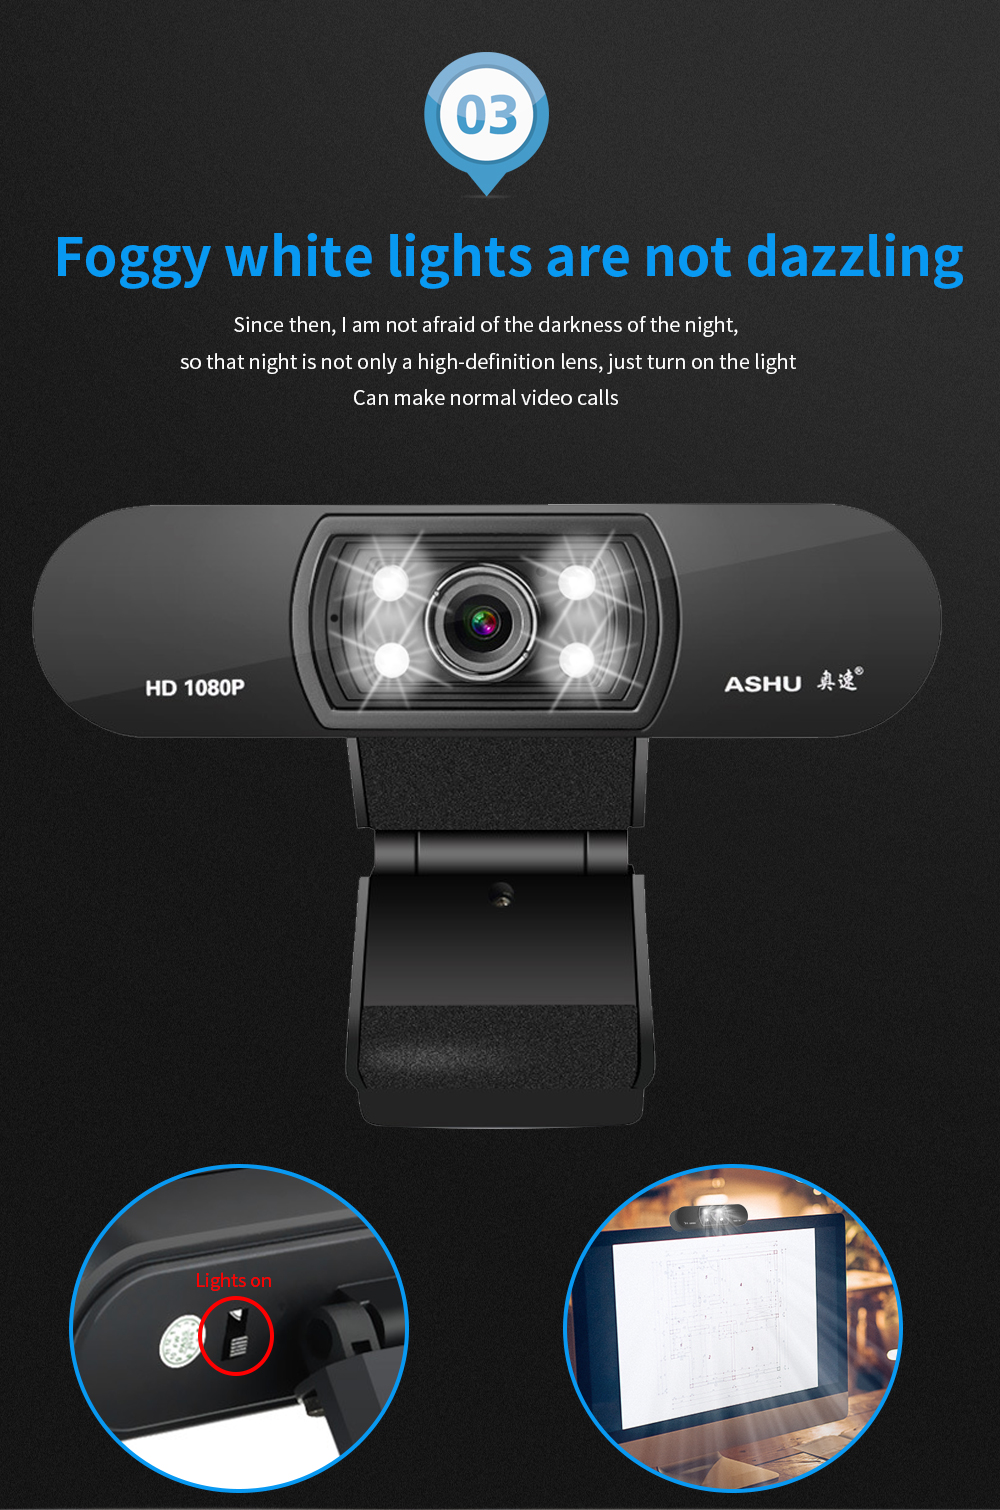 03
Foggy white lights are not dazzling
Since then, I am not afraid of the darkness of the night,
so that night is not only a high-definition lens, just turn on the light
Can make normal video calls
HD 1080P
ASHU 奥速®
Lights on